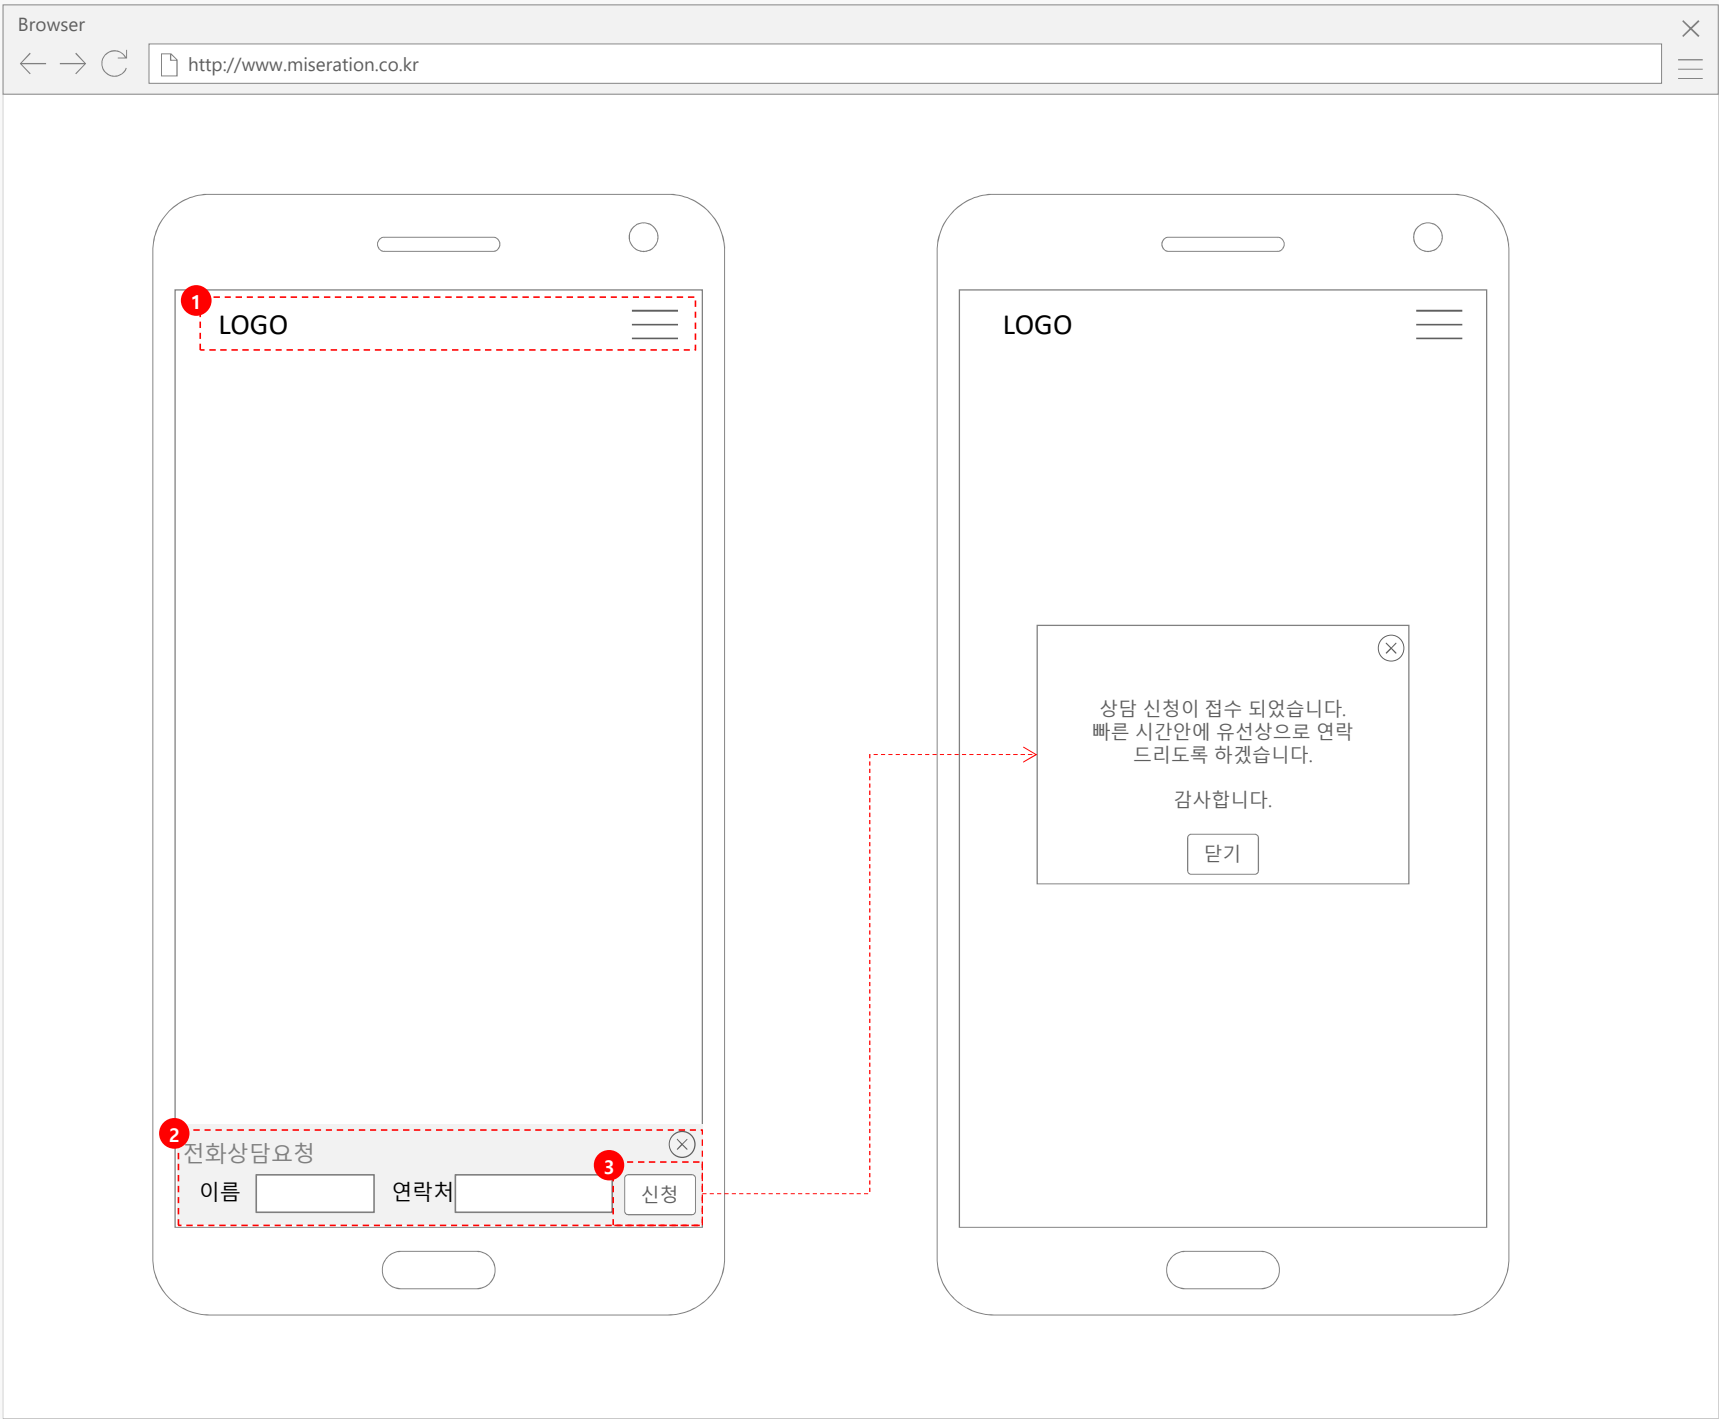 Browser
http://www.miseration.co.kr
1
LOGO
LOGO
상담 신청이 접수 되었습니다.
빠른 시간안에 유선상으로 연락
드리도록 하겠습니다.
감사합니다.
닫기
2
전화상담요청
3
이름
연락처
신청